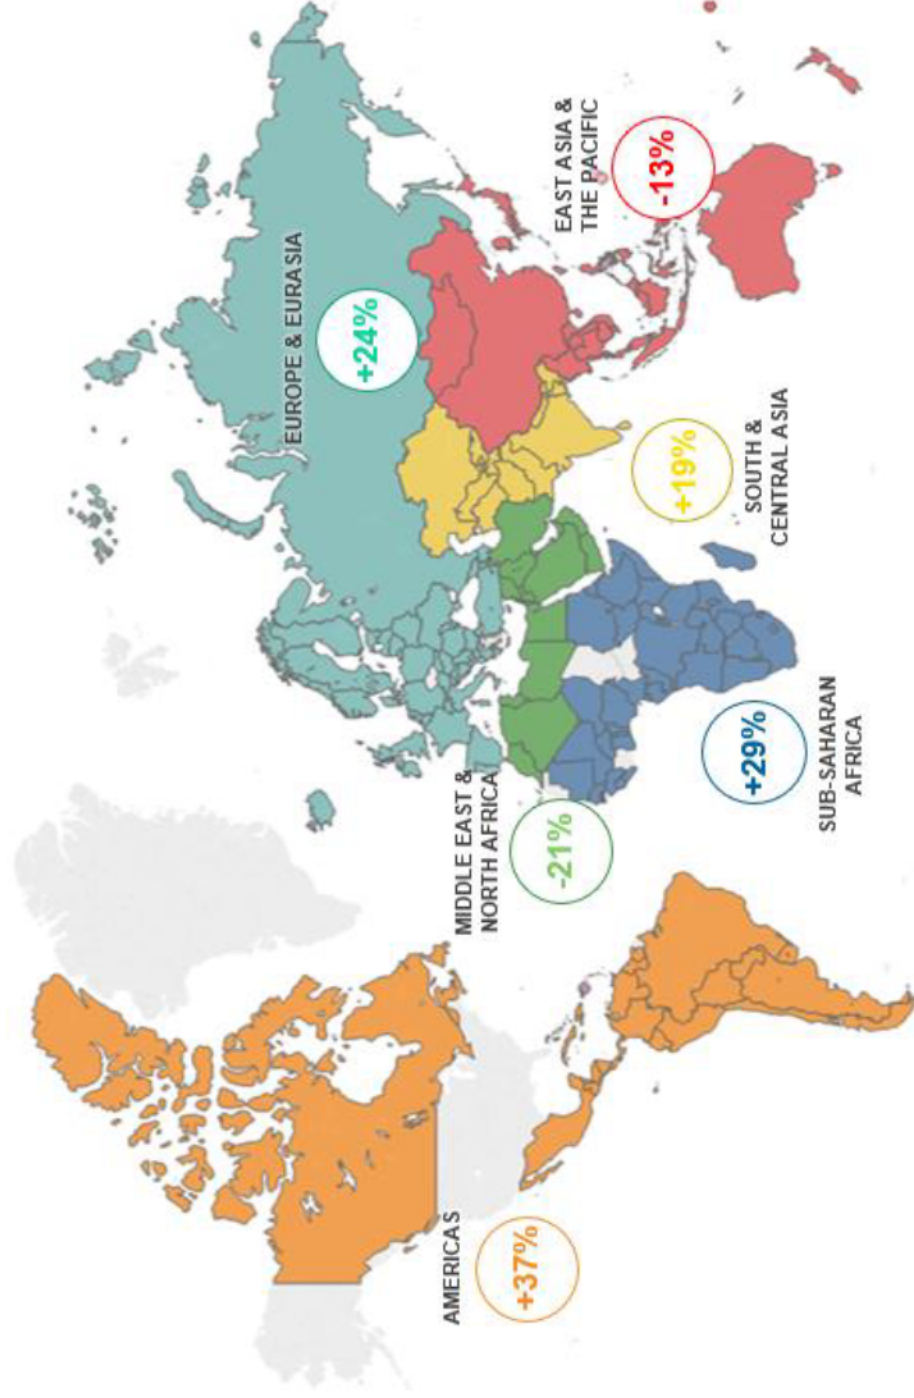 EUROPE & EURASIA
+24%
EAST ASIA &
THE PACIFIC
-13%
AMERICAS
+37%
MIDDLE EAST &
NORTH AFRICA
-21%
SOUTH &
CENTRAL ASIA
+19%
+29%
SUB-SAHARAN
AFRICA